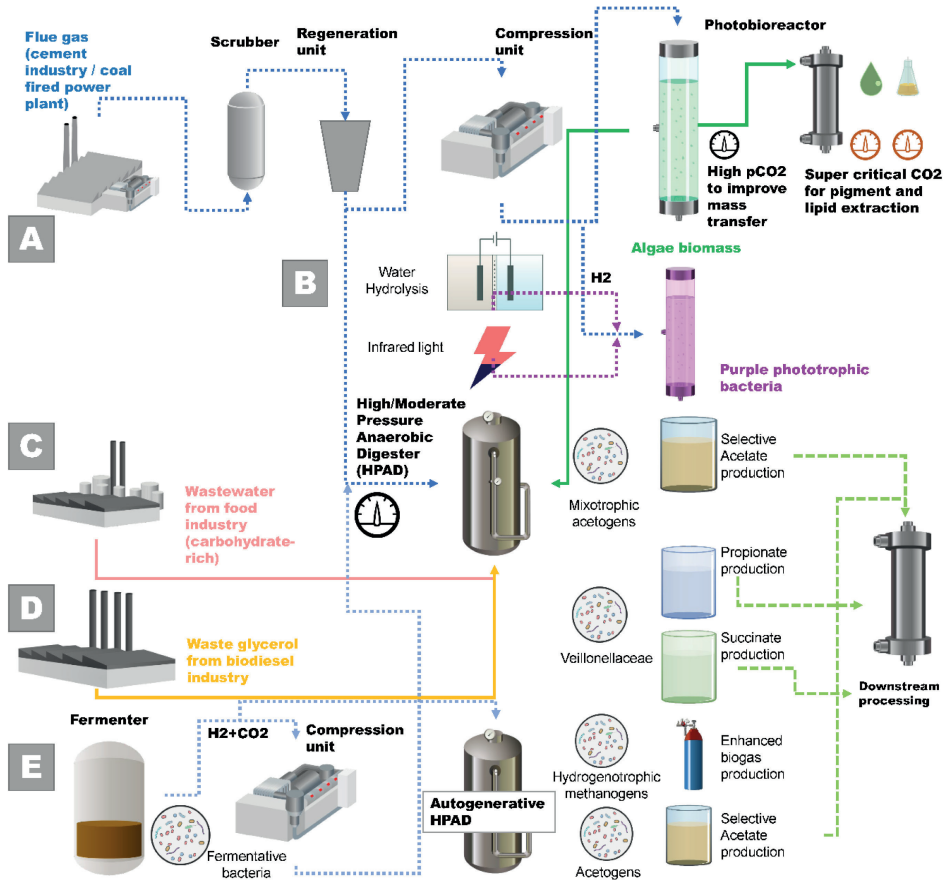 Flue gas
(cement
industry / coal
fired power
plant)
Scrubber
Regeneration
unit
Compression
unit
Photobioreactor
High pCO2
to improve
mass
transfer
Super critical CO2
for pigment and
lipid extraction
A
B
Water
Hydrolysis
H2
Algae biomass
Infrared light
Purple phototrophic
bacteria
High/Moderate
Pressure
Anaerobic
Digester
(HPAD)
C
Wastewater
from food
industry
(carbohydrate-
rich)
Mixotrophic
acetogens
Selective
Acetate
production
Propionate
production
D
Waste glycerol
from biodiesel
industry
Veillonellaceae
Succinate
production
Downstream
processing
Fermenter
H2+CO2
Compression
unit
E
Fermentative
bacteria
Autogenerative
HPAD
Hydrogenotrophic
methanogens
Enhanced
biogas
production
Acetogens
Selective
Acetate
production